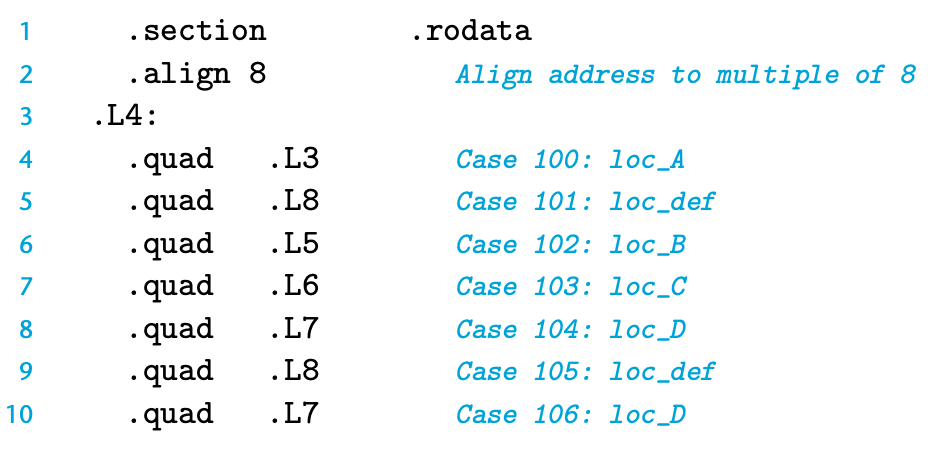 1 .section .rodata
2 .align 8 Align address to multiple of 8
3 .L4:
4 .quad .L3 Case 100: loc_A
5 .quad .L8 Case 101: loc_def
6 .quad .L5 Case 102: loc_B
7 .quad .L6 Case 103: loc_C
8 .quad .L7 Case 104: loc_D
9 .quad .L8 Case 105: loc_def
10 .quad .L7 Case 106: loc_D